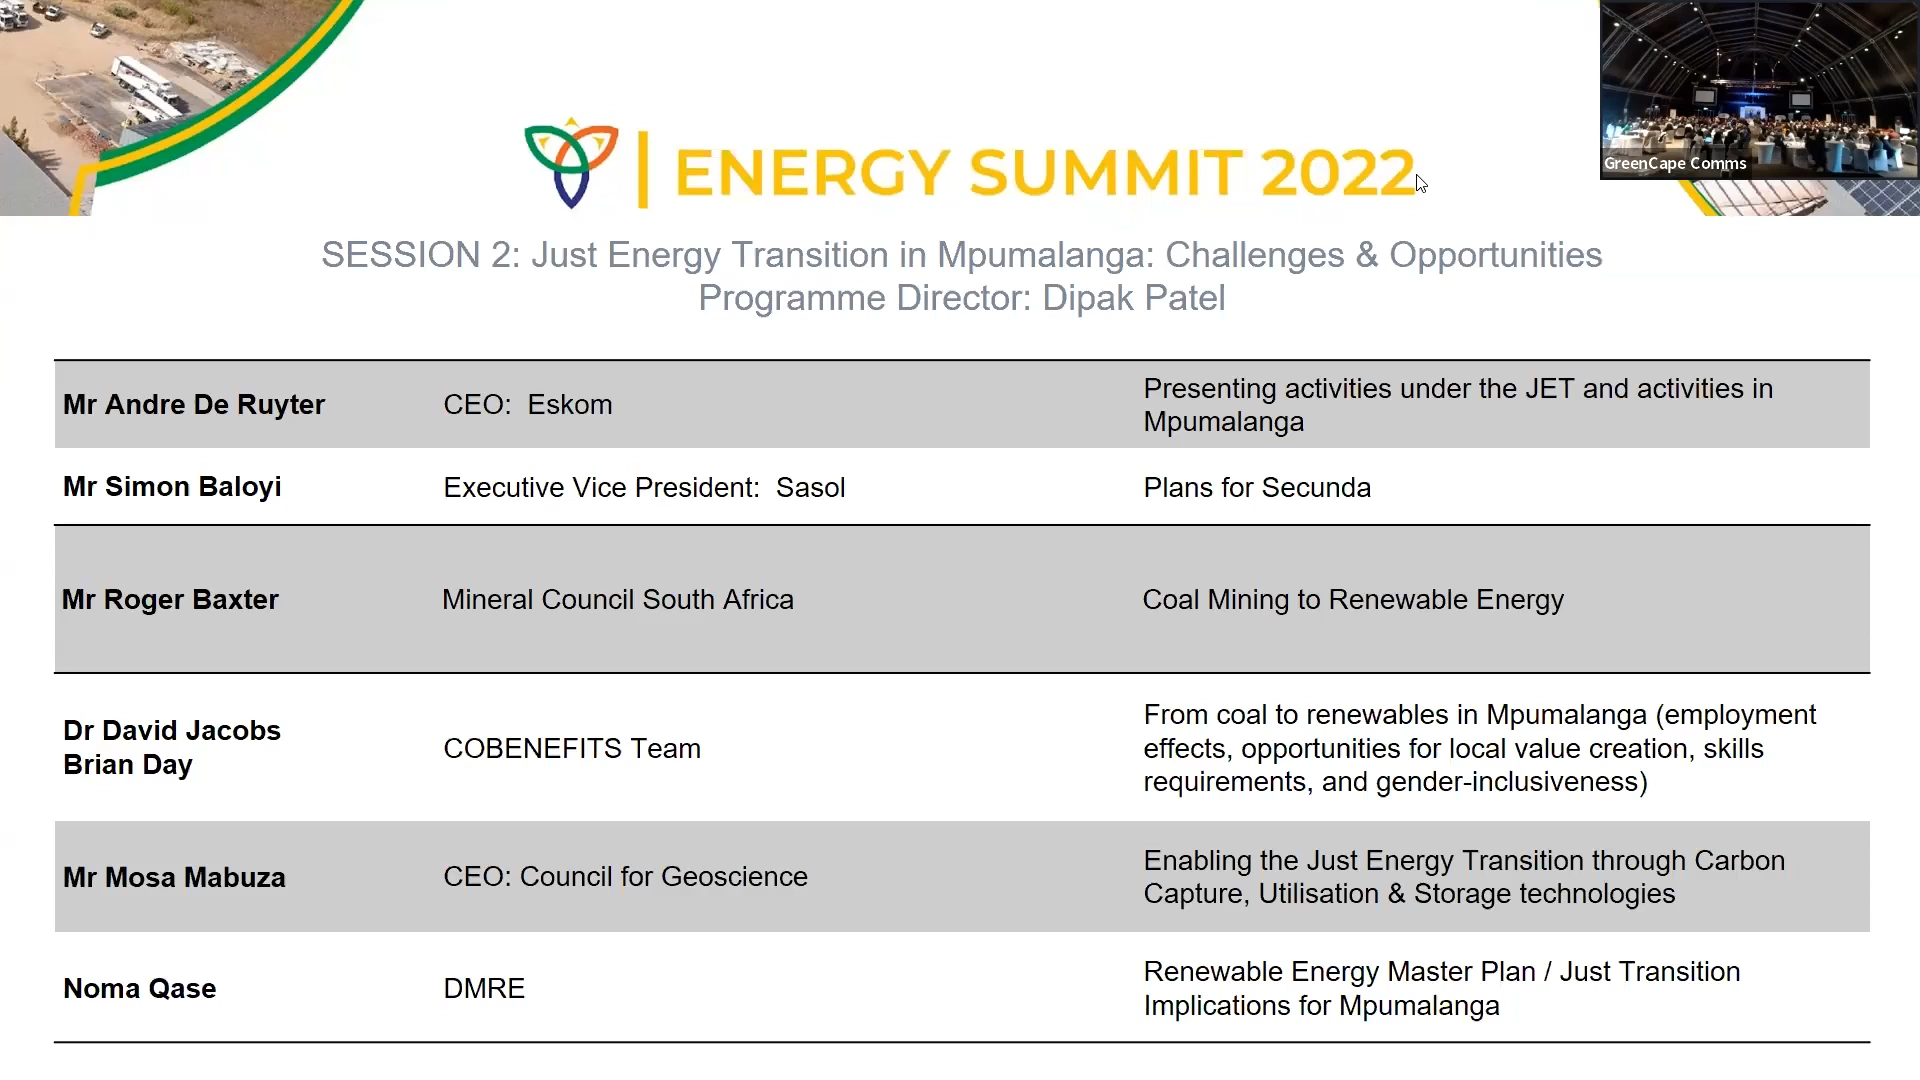 GreenCape Comms
ENERGY SUMMIT 2022
SESSION 2: Just Energy Transition in Mpumalanga: Challenges & Opportunities
Programme Director: Dipak Patel
Mr Andre De Ruyter
CEO:  Eskom
Presenting activities under the JET and activities in
Mpumalanga
Mr Simon Baloyi
Executive Vice President:  Sasol
Plans for Secunda
Mr Roger Baxter
Mineral Council South Africa
Coal Mining to Renewable Energy
Dr David Jacobs
Brian Day
COBENEFITS Team
From coal to renewables in Mpumalanga (employment
effects, opportunities for local value creation, skills
requirements, and gender-inclusiveness)
Mr Mosa Mabuza
CEO: Council for Geoscience
Enabling the Just Energy Transition through Carbon
Capture, Utilisation & Storage technologies
Noma Qase
DMRE
Renewable Energy Master Plan / Just Transition
Implications for Mpumalanga